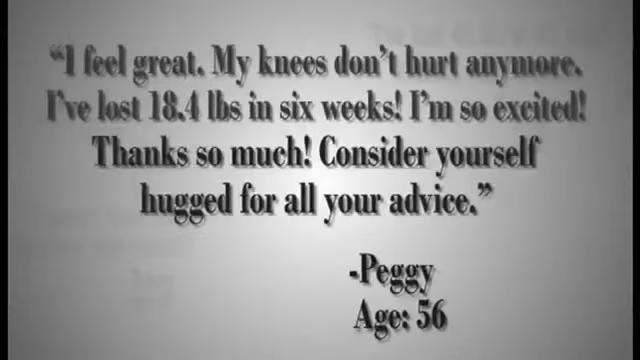 “I feel great. My knees don’t hurt anymore.
I’ve lost 18.4 lbs in six weeks! I’m so excited!
Thanks so much! Consider yourself
hugged for all your advice.”
-Peggy
Age: 56